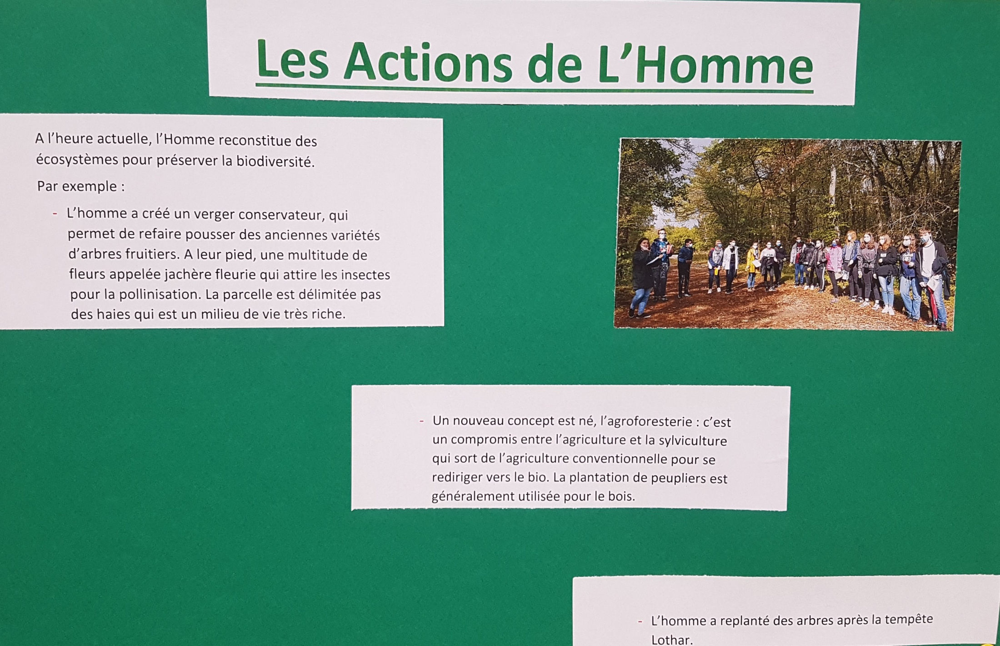 Les Actions de L'Homme
A l'heure actuelle, l'Homme reconstitue des
écosystèmes pour préserver la biodiversité.
Par exemple :
- L'homme a créé un verger conservateur, qui
permet de refaire pousser des anciennes variétés
d'arbres fruitiers. A leur pied, une multitude de
fleurs appelée jachère fleurie qui attire les insectes
pour la pollinisation. La parcelle est délimitée pas
des haies qui est un milieu de vie très riche.
- Un nouveau concept est né, l'agroforesterie : c'est
un compromis entre l'agriculture et la sylviculture
qui sort de l'agriculture conventionnelle pour se
rediriger vers le bio. La plantation de peupliers est
généralement utilisée pour le bois.
- L'homme a replanté des arbres après la tempête
Lothar.